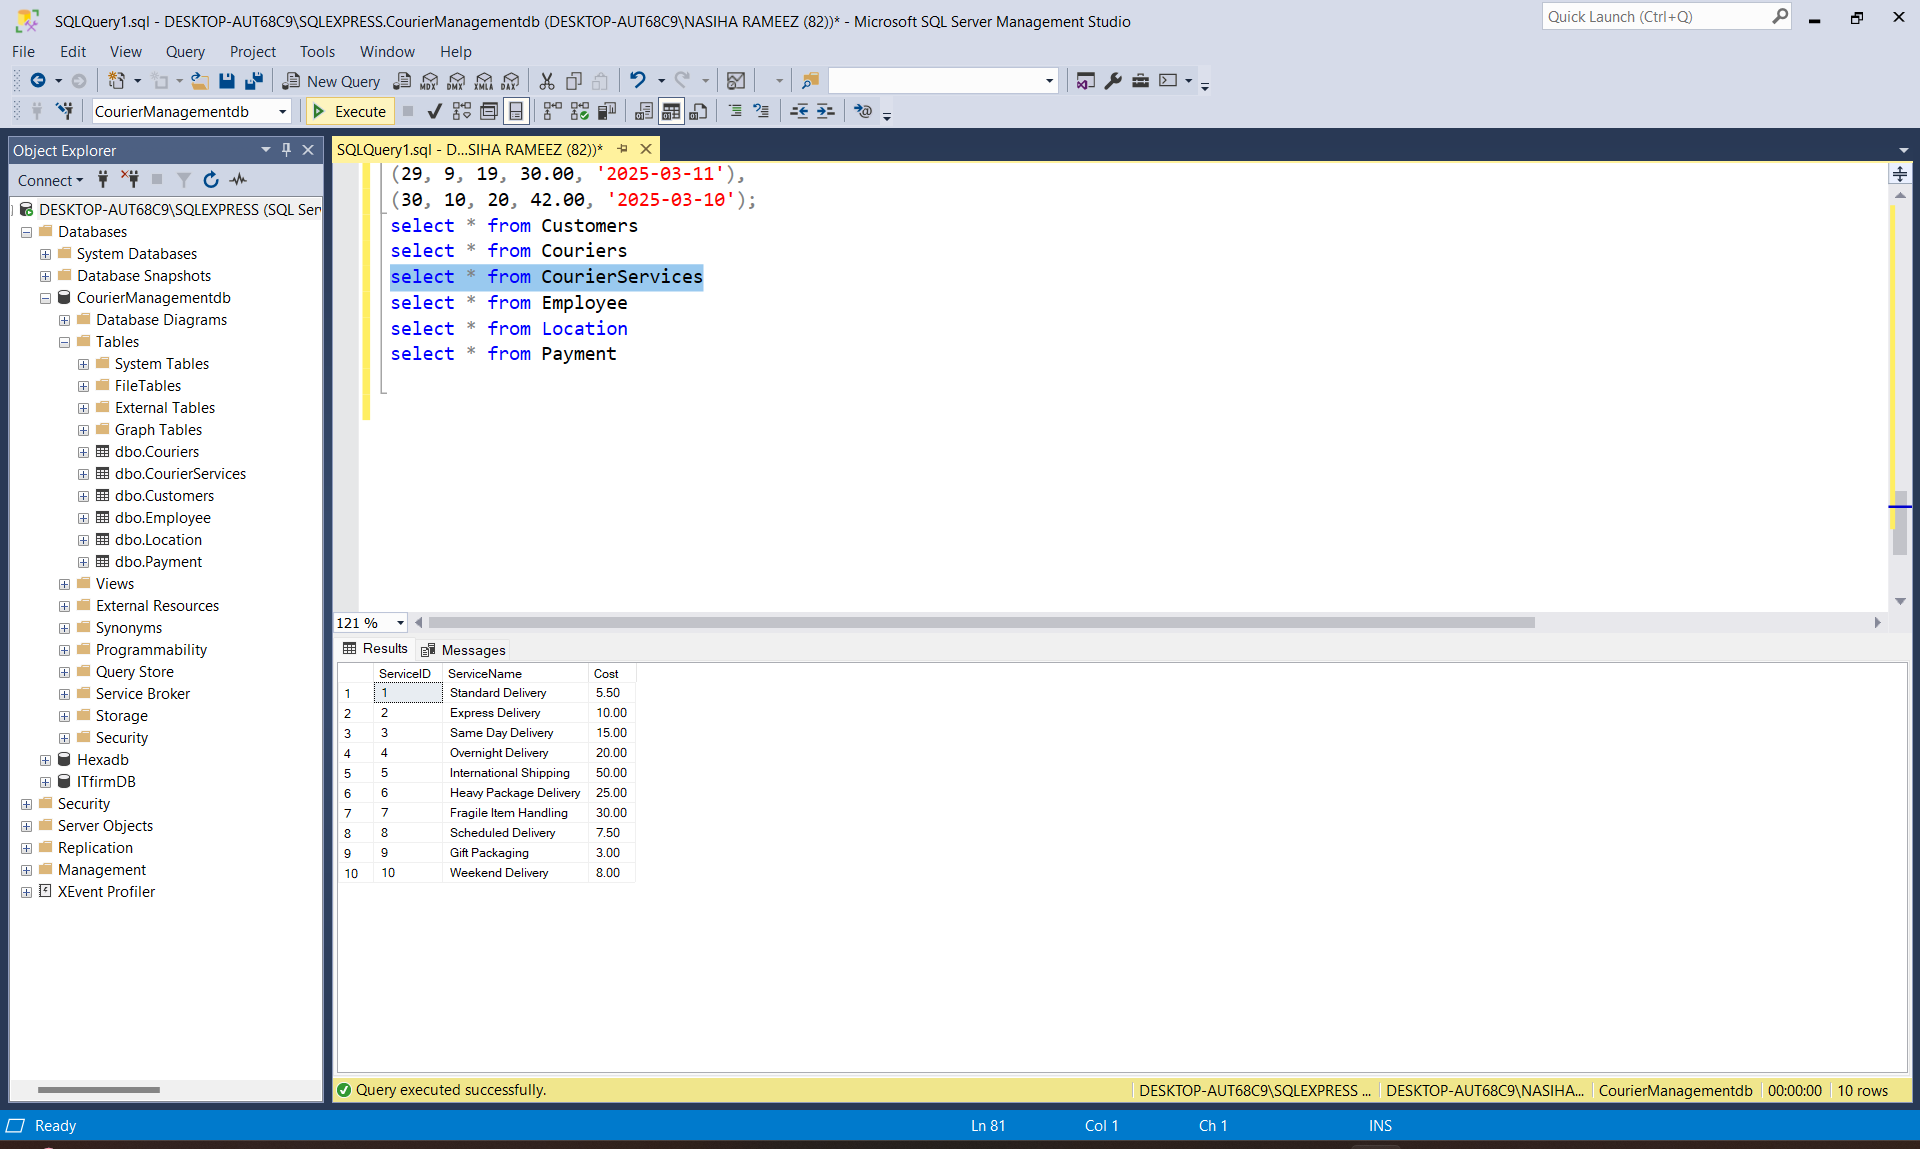 SQLQuery1.sql - DESKTOP-AUT68C9\SQLEXPRESS.CourierManagementdb (DESKTOP-AUT68C9\NASIHA RAMEEZ (82))* - Microsoft SQL Server Management Studio
Quick Launch (Ctrl+Q)
File Edit View Query Project Tools Window Help
New Query MDX DMX XMLA DAX
CourierManagementdb Execute
Object Explorer
Connect
DESKTOP-AUT68C9\SQLEXPRESS (SQL Ser
Databases
System Databases
Database Snapshots
CourierManagementdb
Database Diagrams
Tables
System Tables
FileTables
External Tables
Graph Tables
dbo.Couriers
dbo.CourierServices
dbo.Customers
dbo.Employee
dbo.Location
dbo.Payment
Views
External Resources
Synonyms
Programmability
Query Store
Service Broker
Storage
Security
Hexadb
ITfirmDB
Security
Server Objects
Replication
Management
XEvent Profiler
SQLQuery1.sql - D...SIHA RAMEEZ (82))*
(29, 9, 19, 30.00, '2025-03-11'),
(30, 10, 20, 42.00, '2025-03-10');
select * from Customers
select * from Couriers
select * from CourierServices
select * from Employee
select * from Location
select * from Payment
121 %
Results Messages
ServiceID ServiceName Cost
1 1 Standard Delivery 5.50
2 2 Express Delivery 10.00
3 3 Same Day Delivery 15.00
4 4 Overnight Delivery 20.00
5 5 International Shipping 50.00
6 6 Heavy Package Delivery 25.00
7 7 Fragile Item Handling 30.00
8 8 Scheduled Delivery 7.50
9 9 Gift Packaging 3.00
10 10 Weekend Delivery 8.00
Query executed successfully. DESKTOP-AUT68C9\SQLEXPRESS ... DESKTOP-AUT68C9\NASIHA... CourierManagementdb 00:00:00 10 rows
Ready Ln 81 Col 1 Ch 1 INS